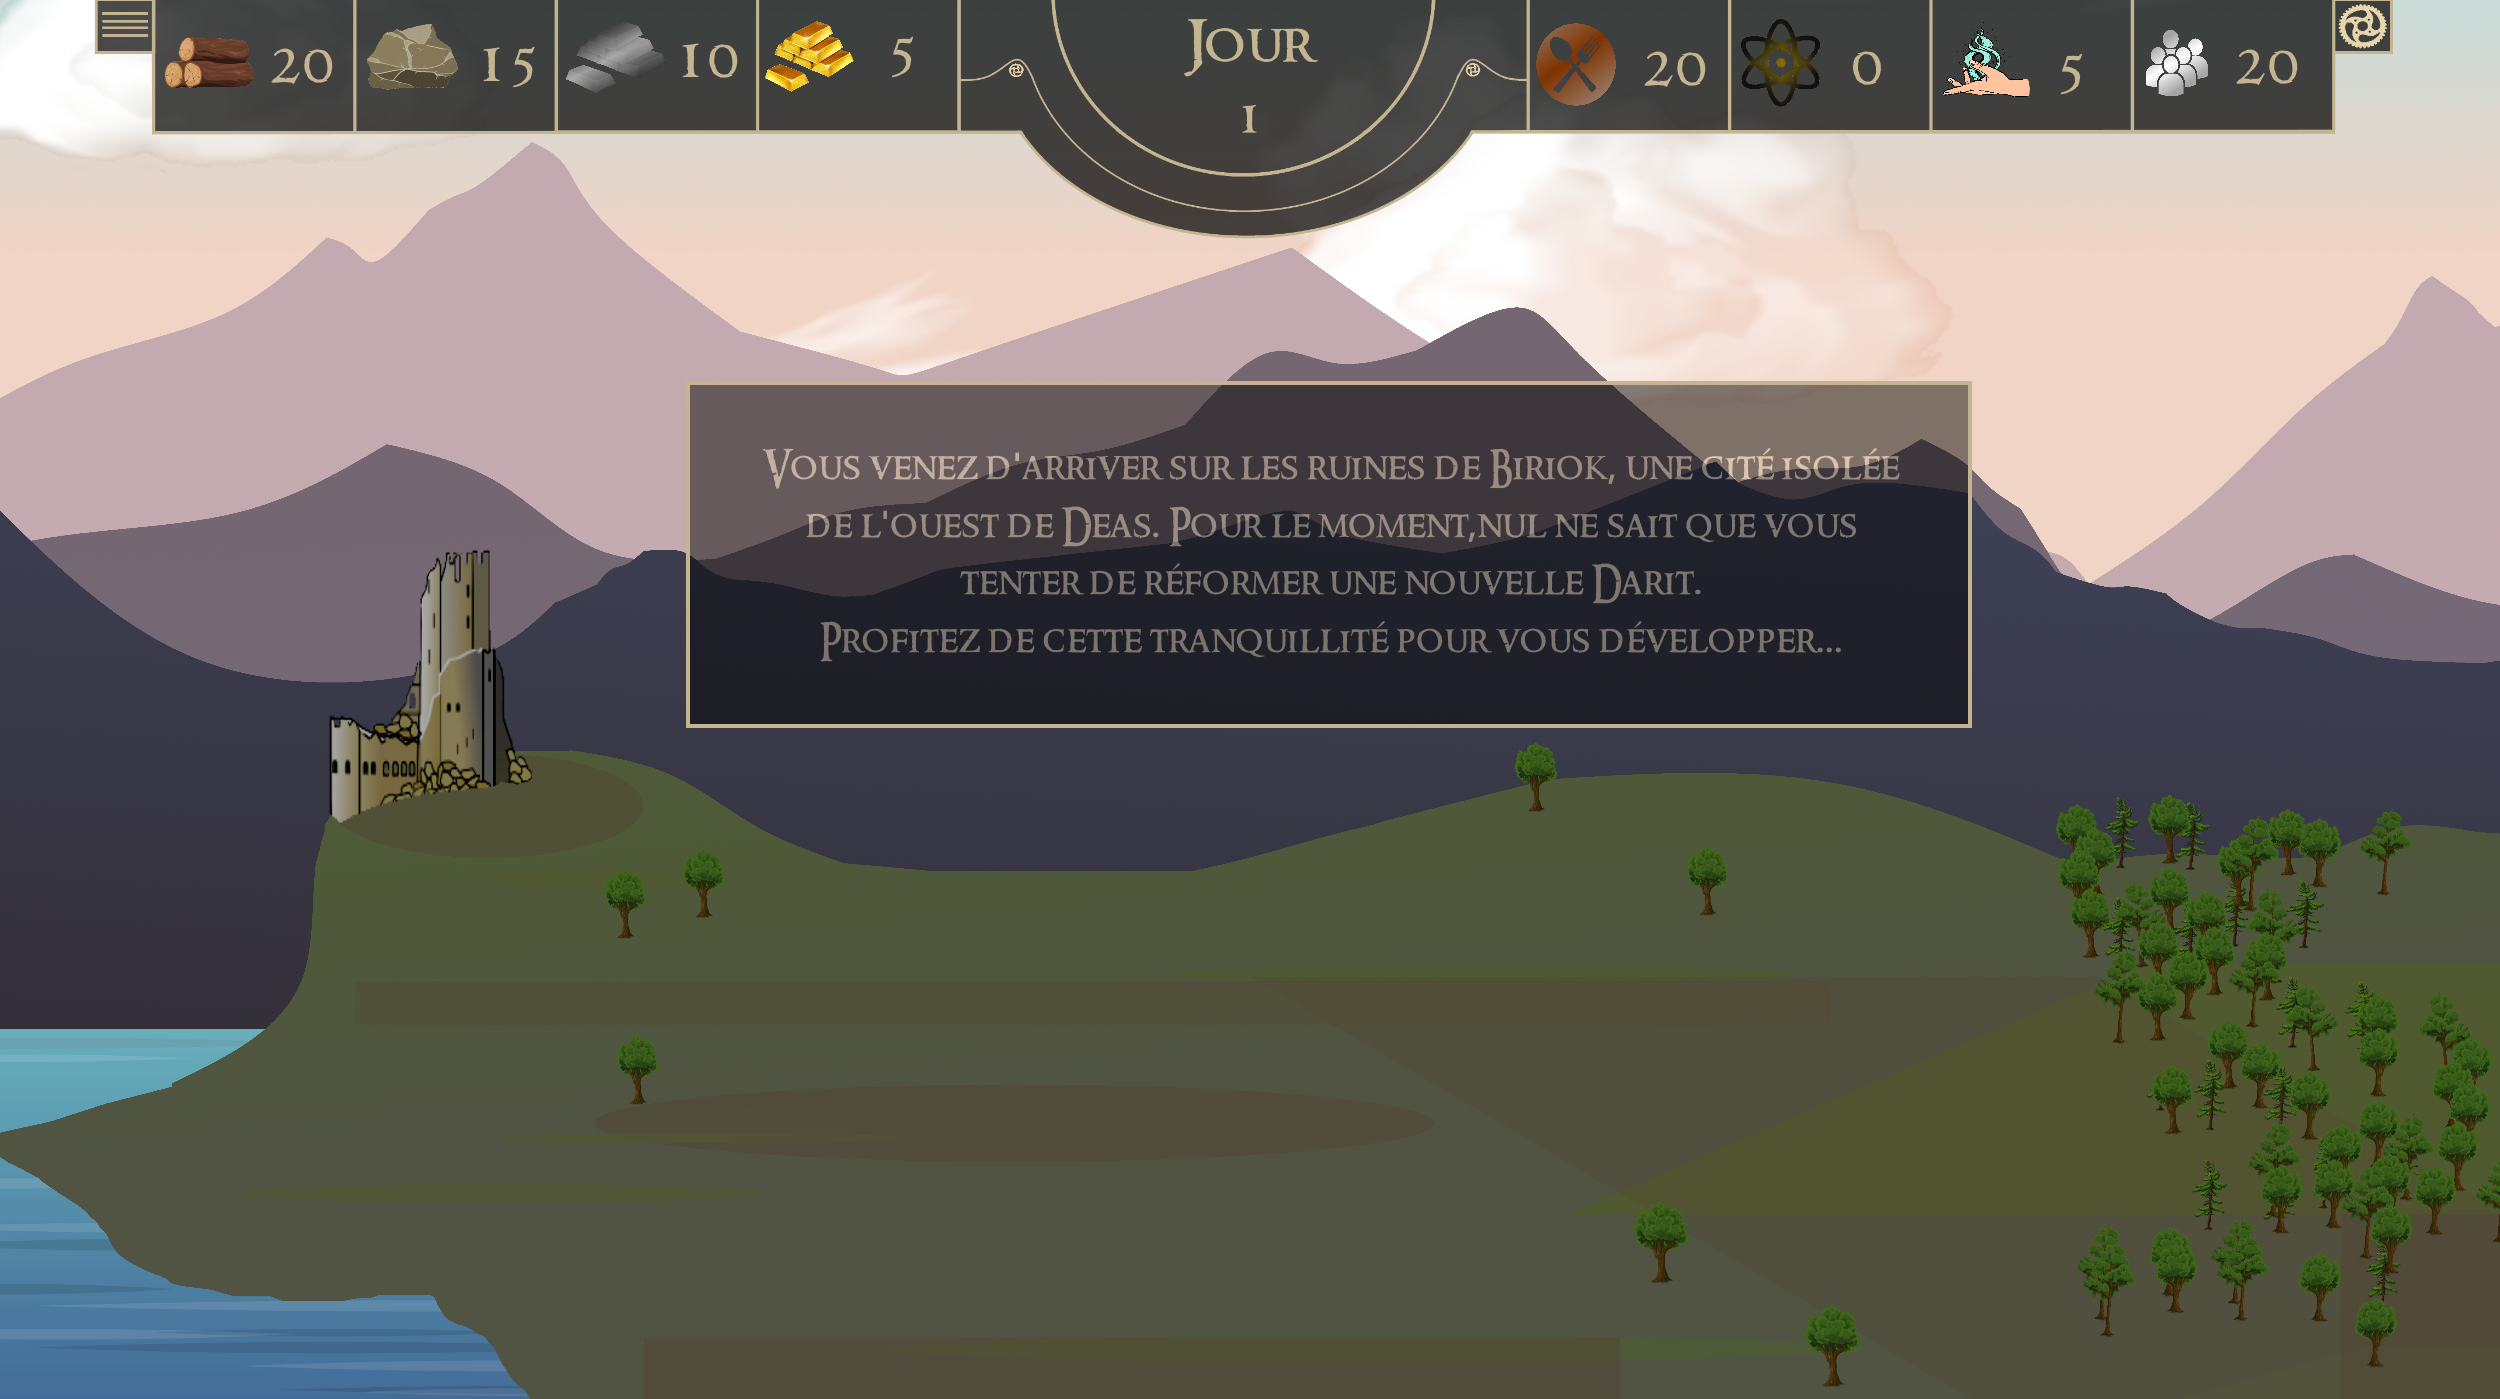 20
15
10
5
Jour
1
20
0
5
20
Vous venez d'arriver sur les ruines de Biriok, une cité isolée
de l'ouest de Deas. Pour le moment,nul ne sait que vous
tenter de réformer une nouvelle Darit.
Profitez de cette tranquillité pour vous développer...